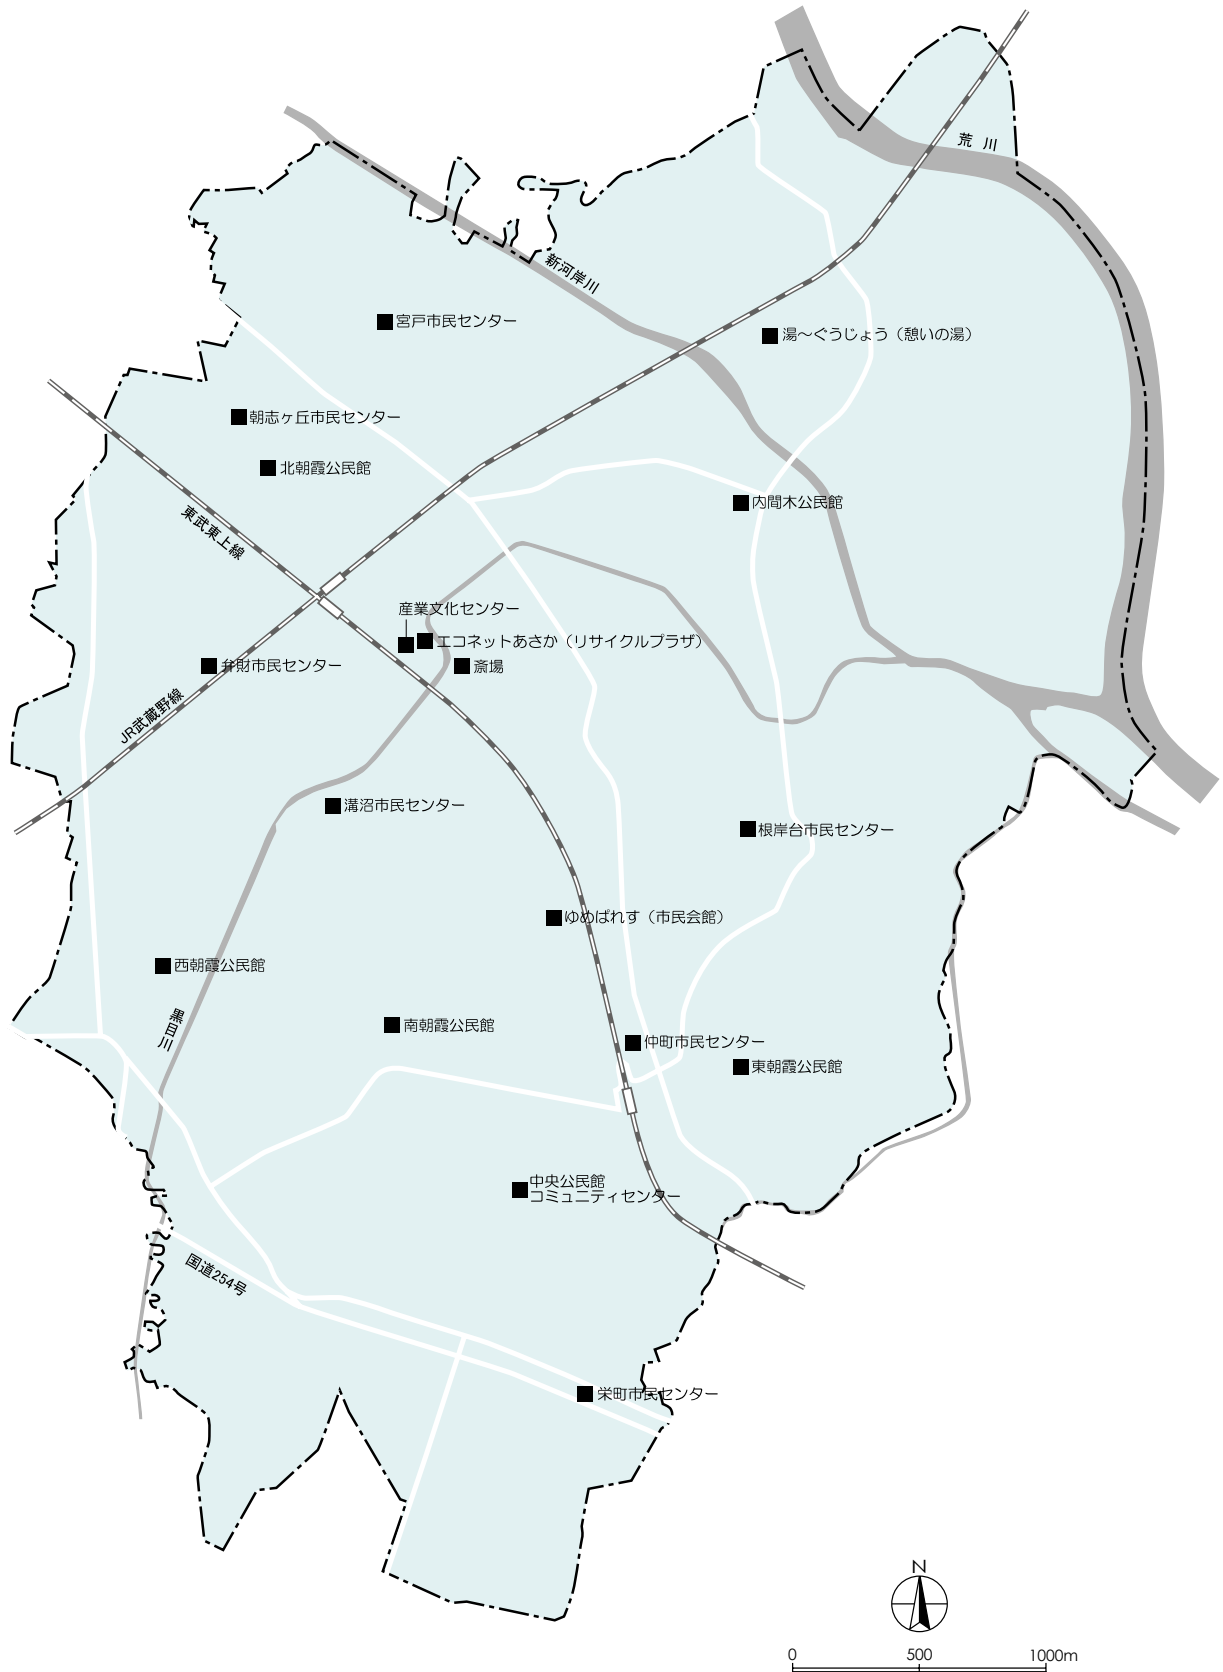 荒川
新河岸川
宮戸市民センター
湯〜ぐうじょう（憩いの湯）
朝志ヶ丘市民センター
北朝霞公民館
内間木公民館
東武東上線
産業文化センター
エコネットあさか（リサイクルプラザ）
弁財市民センター
斎場
JR武蔵野線
溝沼市民センター
根岸台市民センター
ゆめぱれす（市民会館）
西朝霞公民館
黒目川
南朝霞公民館
仲町市民センター
東朝霞公民館
中央公民館
コミュニティセンター
国道254号
栄町市民センター
N
0 500 1000m